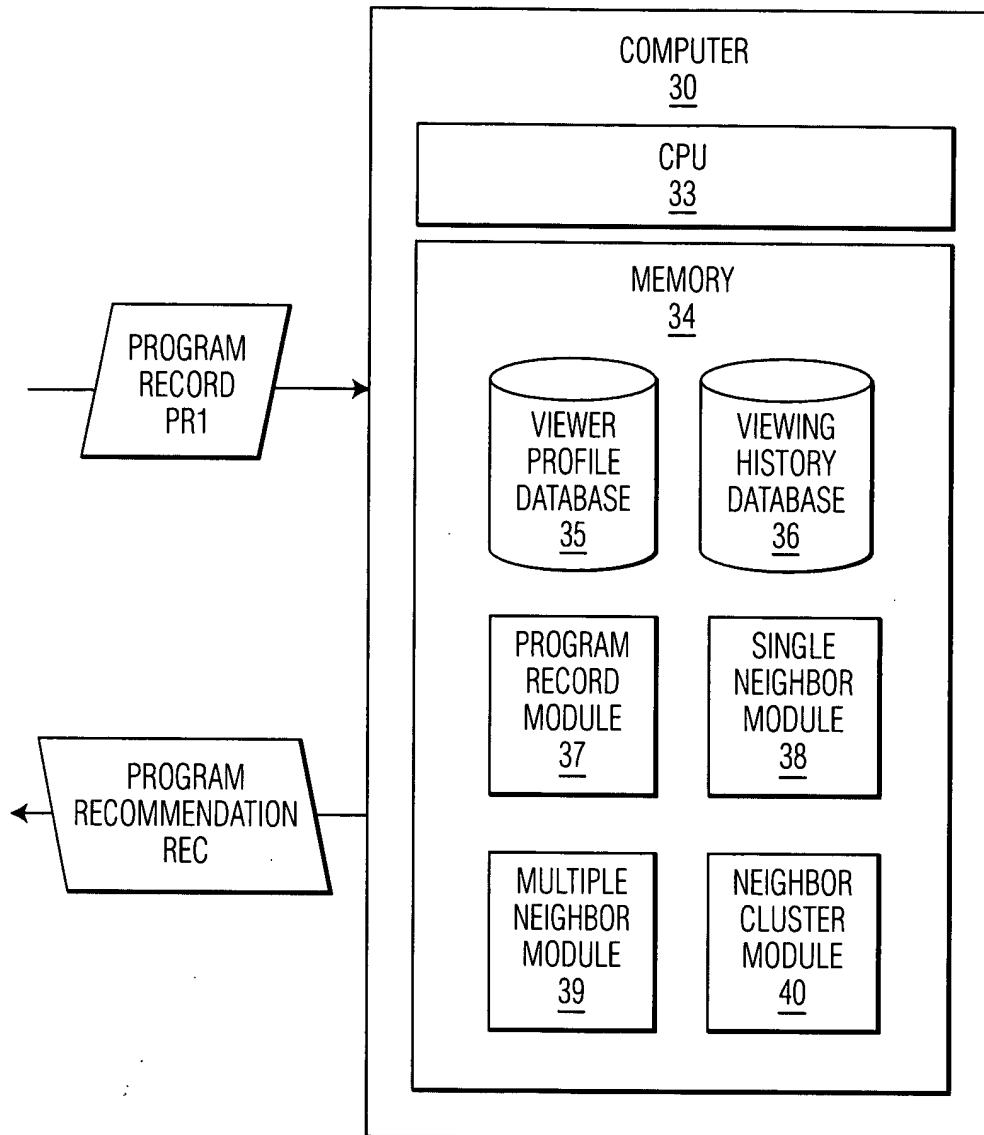 COMPUTER
30
CPU
33
MEMORY
34
PROGRAM
RECORD
PR1
VIEWER
PROFILE
DATABASE
35
VIEWING
HISTORY
DATABASE
36
PROGRAM
RECORD
MODULE
37
SINGLE
NEIGHBOR
MODULE
38
PROGRAM
RECOMMENDATION
REC
MULTIPLE
NEIGHBOR
MODULE
39
NEIGHBOR
CLUSTER
MODULE
40